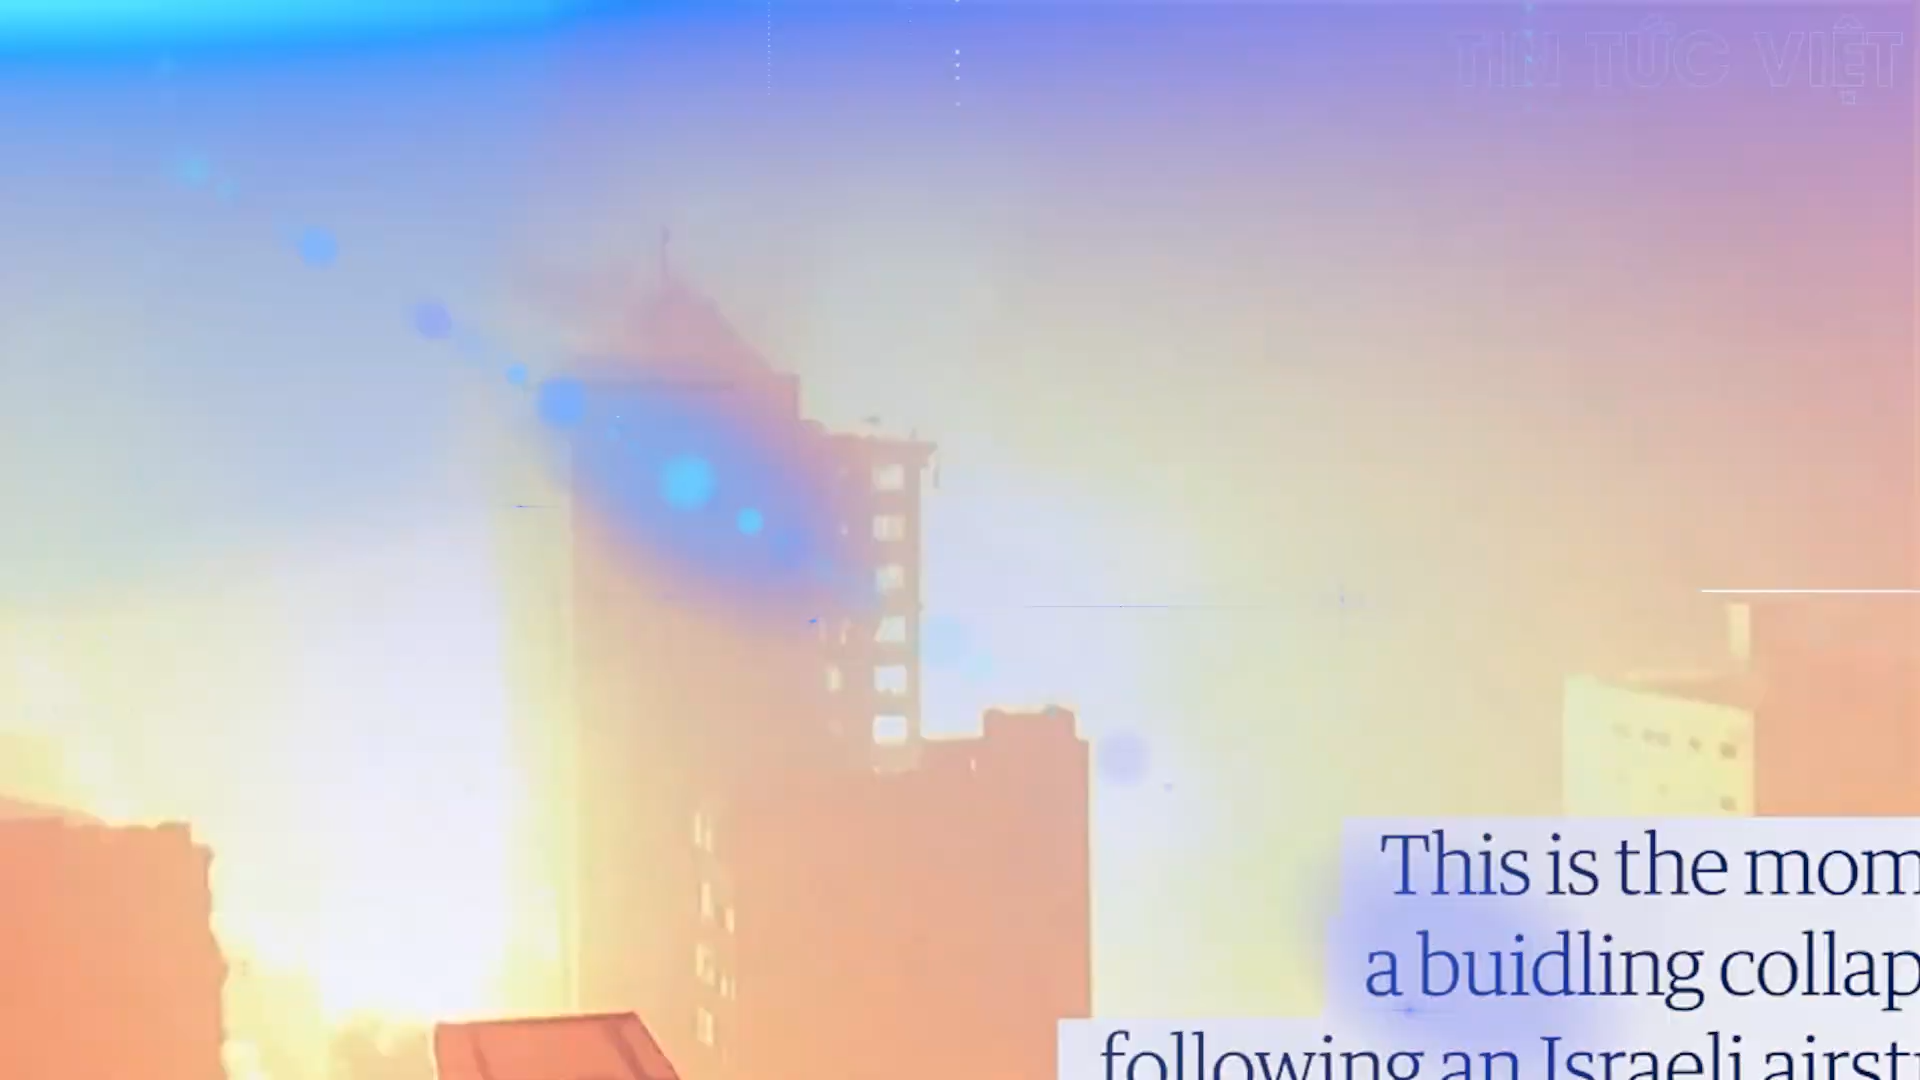 TIN TỨC VIỆT
This is the mom
a buidling collap
following an Israeli airst